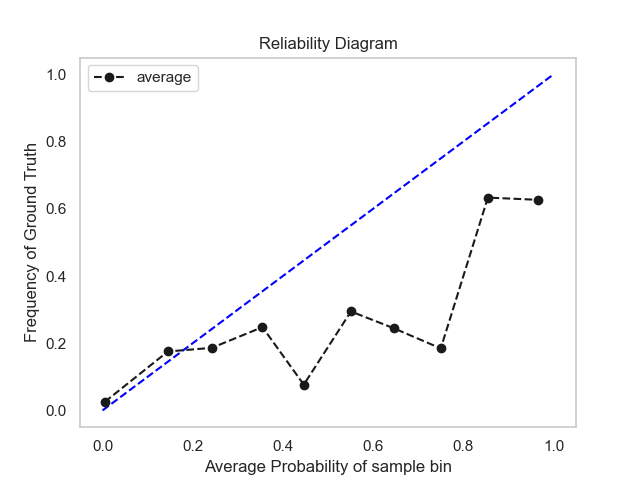 Reliability Diagram
average
Frequency of Ground Truth
1.0
0.8
0.6
0.4
0.2
0.0
0.0 0.2 0.4 0.6 0.8 1.0
Average Probability of sample bin